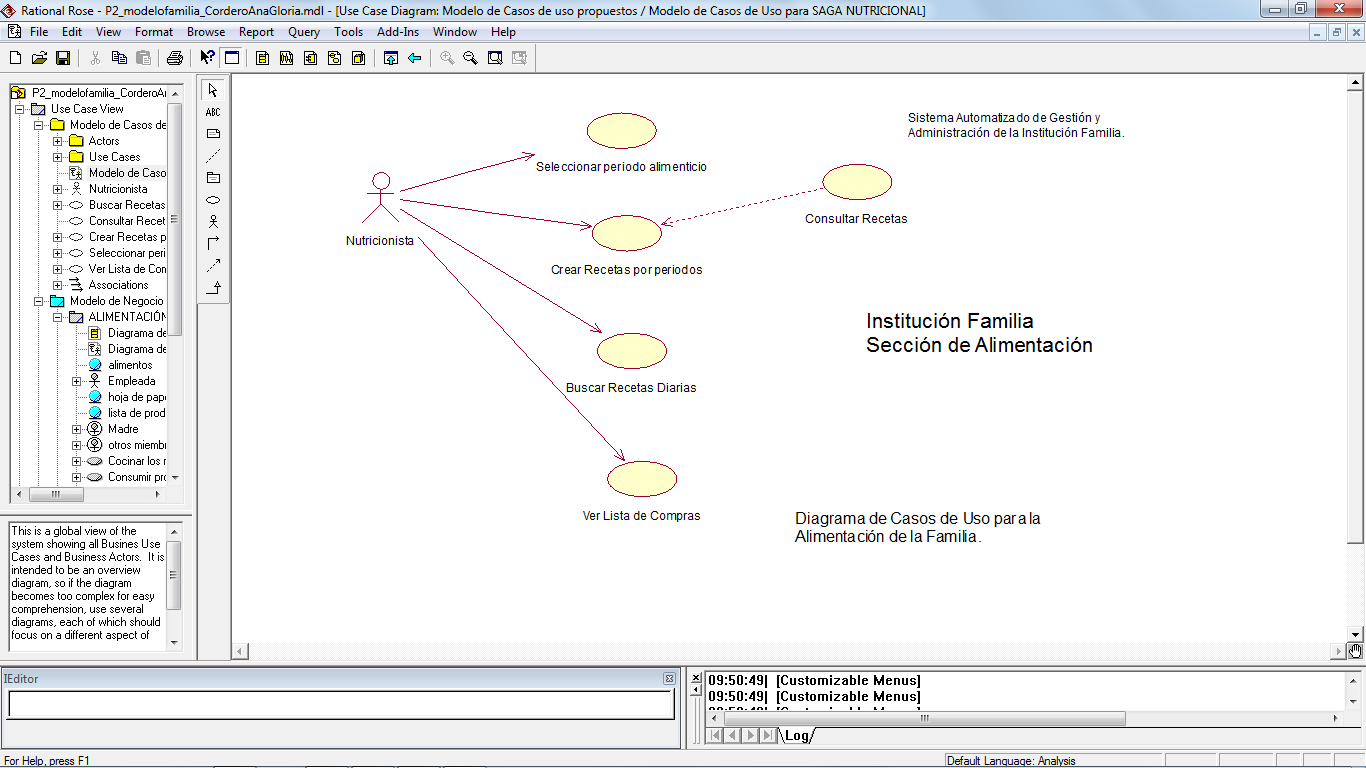 Rational Rose - P2_modelofamilia_CorderoAnaGloria.mdl - [Use Case Diagram: Modelo de Casos de uso propuestos / Modelo de Casos de Uso para SAGA NUTRICIONAL]
File Edit View Format Browse Report Query Tools Add-Ins Window Help
P2_modelofamilia_CorderoAn
Use Case View
Modelo de Casos de
Actors
Use Cases
Modelo de Caso
Nutricionista
Buscar Recetas
Consultar Recet
Crear Recetas p
Seleccionar peri
Ver Lista de Com
Associations
Modelo de Negocio
ALIMENTACIÓN
Diagrama de
Diagrama de
alimentos
Empleada
hoja de pape
lista de prod
Madre
otros miembr
Cocinar los r
Consumir pro
This is a global view of the
system showing all Busines Use
Cases and Business Actors. It is
intended to be an overview
diagram, so if the diagram
becomes too complex for easy
comprehension, use several
diagrams, each of which should
focus on a different aspect of
ABC
Sistema Automatizado de Gestión y
Administración de la Institución Familia.
Seleccionar periodo alimenticio
Consultar Recetas
Nutricionista
Crear Recetas por periodos
Institución Familia
Sección de Alimentación
Buscar Recetas Diarias
Ver Lista de Compras
Diagrama de Casos de Uso para la
Alimentación de la Familia.
IEditor
09:50:49| [Customizable Menus]
09:50:49| [Customizable Menus]
09:50:49| [Customizable Menus]
Log
For Help, press F1
Default Language: Analysis